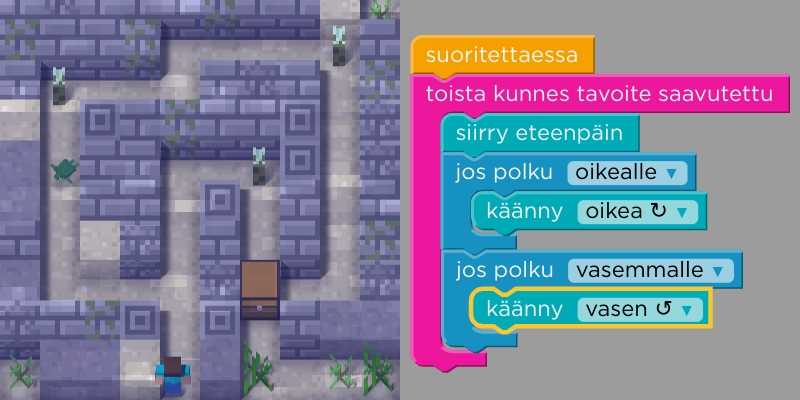 suoritettaessa
toista kunnes tavoite saavutettu
siirry eteenpäin
jos polku oikealle ▼
käänny oikea ↻ ▼
jos polku vasemmalle ▼
käänny vasen ↺ ▼